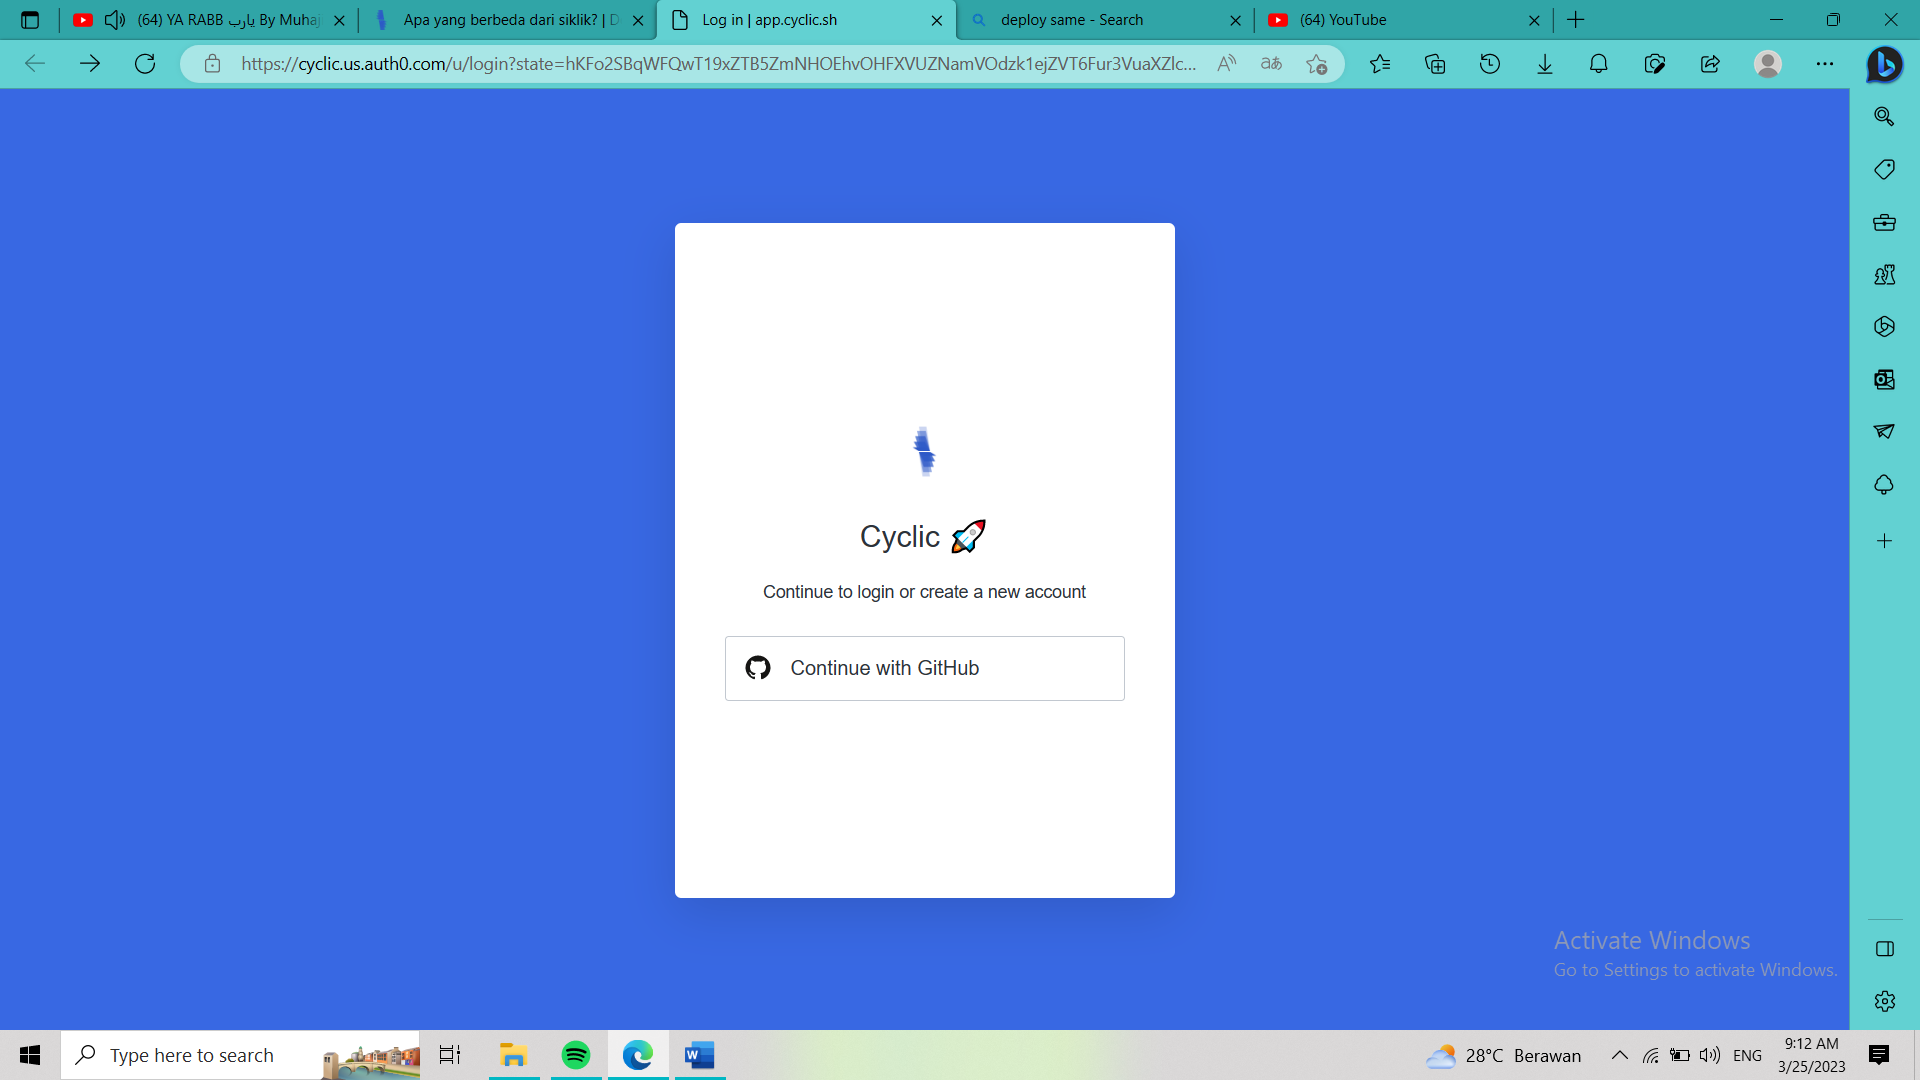 (64) YA RABB يارب By Muhaj
Apa yang berbeda dari siklik? | D
Log in | app.cyclic.sh
deploy same - Search
(64) YouTube
https://cyclic.us.auth0.com/u/login?state=hKFo2SBqWFQwT19xZTB5ZmNHOEhvOHFXVUZNamVOdzk1ejZVT6Fur3VuaXZlc...
Cyclic 🚀
Continue to login or create a new account
Continue with GitHub
Activate Windows
Go to Settings to activate Windows.
Type here to search
28°C Berawan
ENG
9:12 AM
3/25/2023